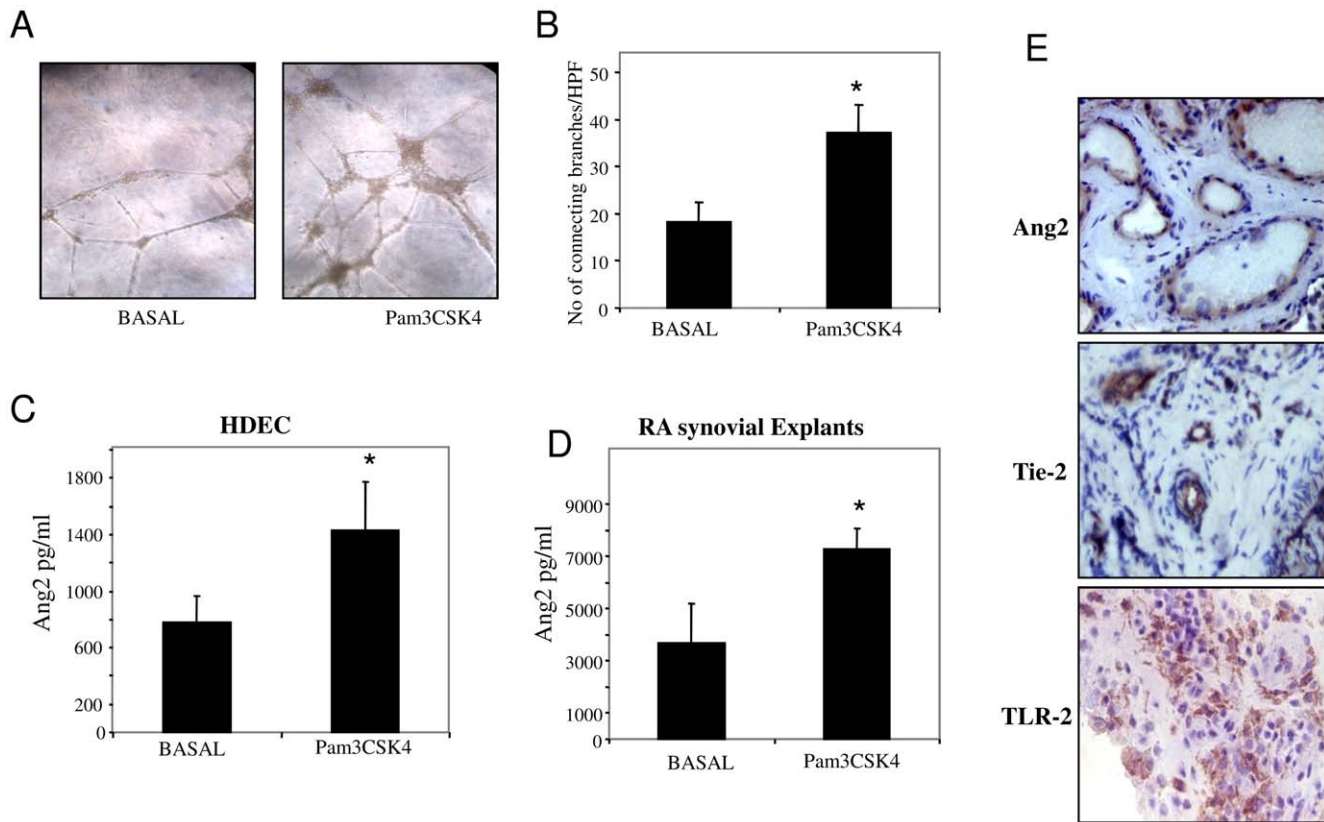 A
BASAL
Pam3CSK4
B
No of connecting branches/HPF
50
40
30
20
10
0
*
BASAL
Pam3CSK4
C
HDEC
Ang2 pg/ml
1800
1400
1000
600
200
0
*
BASAL
Pam3CSK4
D
RA synovial Explants
Ang2 pg/ml
9000
7000
5000
3000
1000
0
*
BASAL
Pam3CSK4
E
Ang2
Tie-2
TLR-2